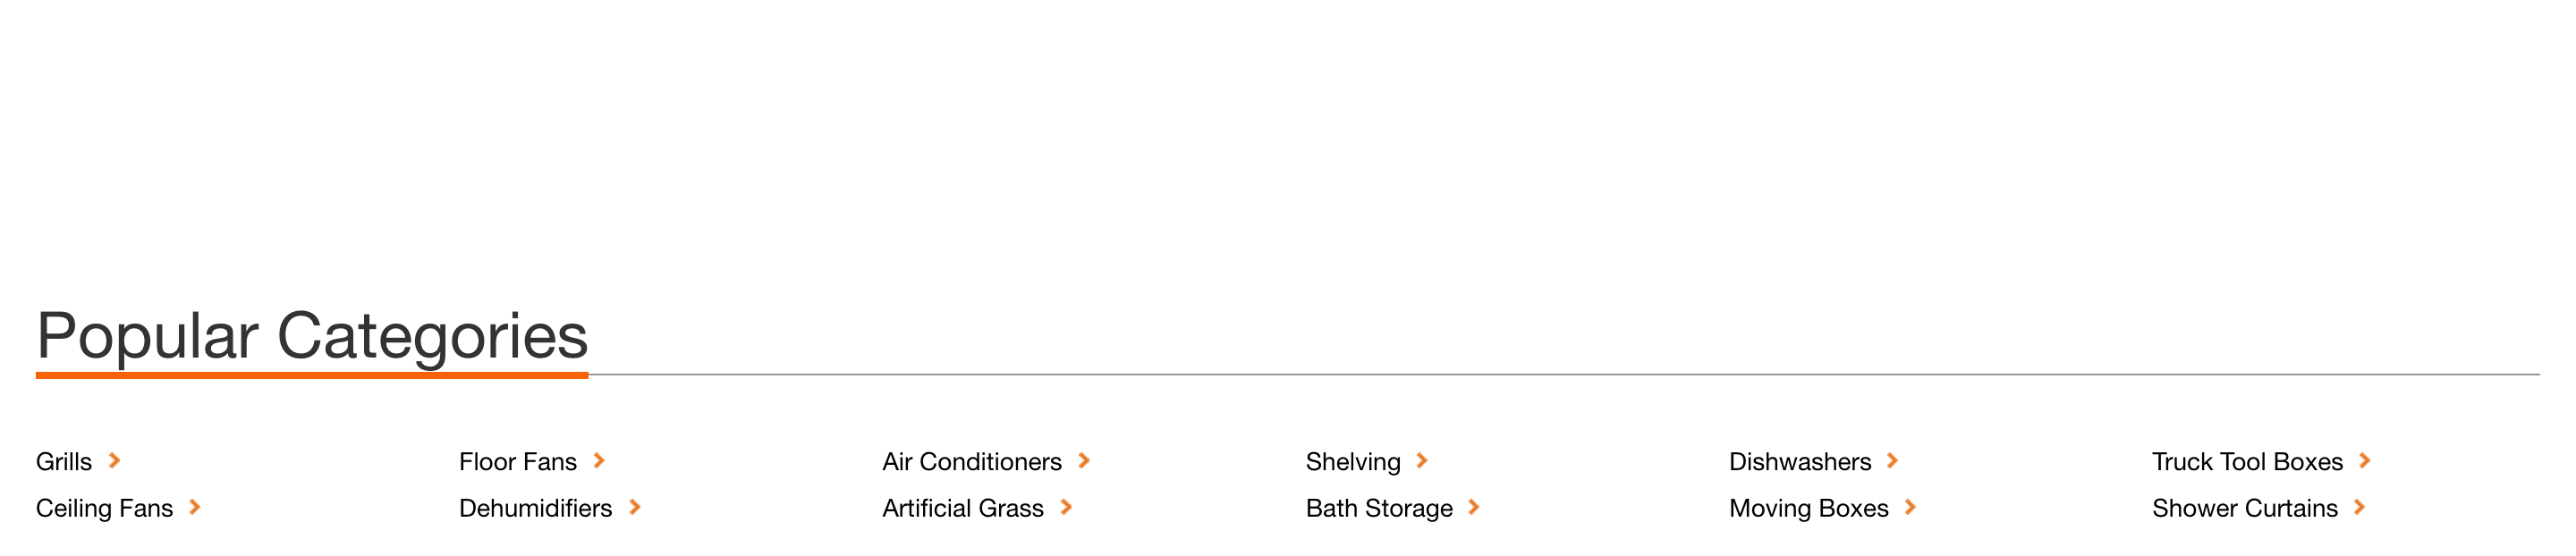 Popular Categories
Grills Floor Fans Air Conditioners Shelving Dishwashers Truck Tool Boxes
Ceiling Fans Dehumidifiers Artificial Grass Bath Storage Moving Boxes Shower Curtains